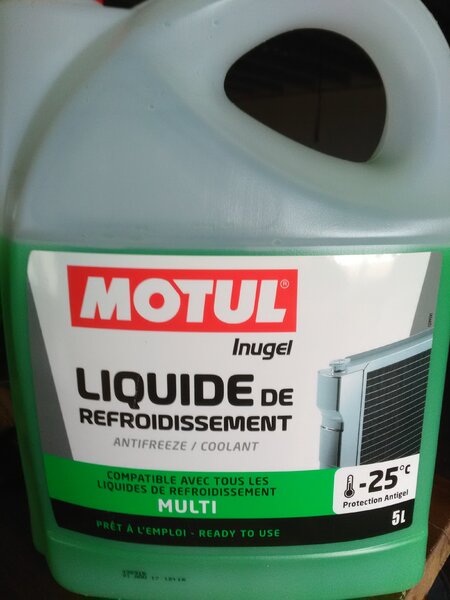 MOTUL®
Inugel
LIQUIDE DE
REFROIDISSEMENT
ANTIFREEZE / COOLANT
COMPATIBLE AVEC TOUS LES
LIQUIDES DE REFROIDISSEMENT
MULTI
PRÊT À L'EMPLOI - READY TO USE
-25°C
Protection Antigel
5L